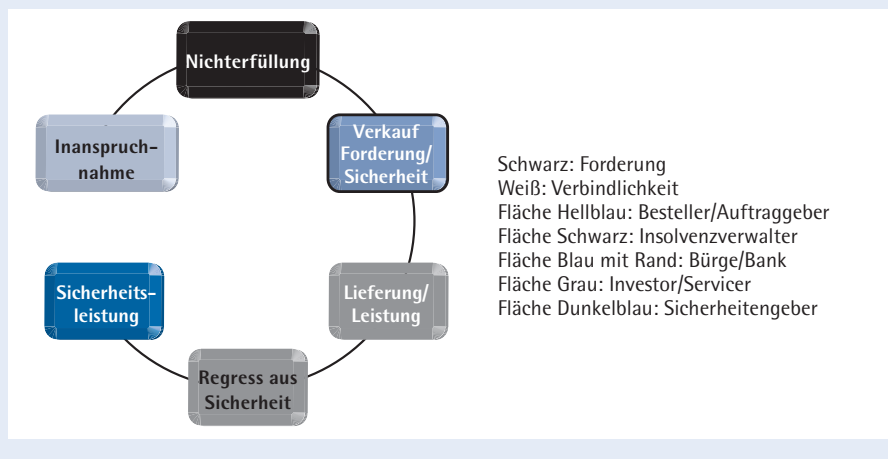 Nichterfüllung
Verkauf
Forderung/
Sicherheit
Lieferung/
Leistung
Regress aus
Sicherheit
Sicherheits-
leistung
Inanspruch-
nahme
Schwarz: Forderung
Weiß: Verbindlichkeit
Fläche Hellblau: Besteller/Auftraggeber
Fläche Schwarz: Insolvenzverwalter
Fläche Blau mit Rand: Bürge/Bank
Fläche Grau: Investor/Servicer
Fläche Dunkelblau: Sicherheitengeber